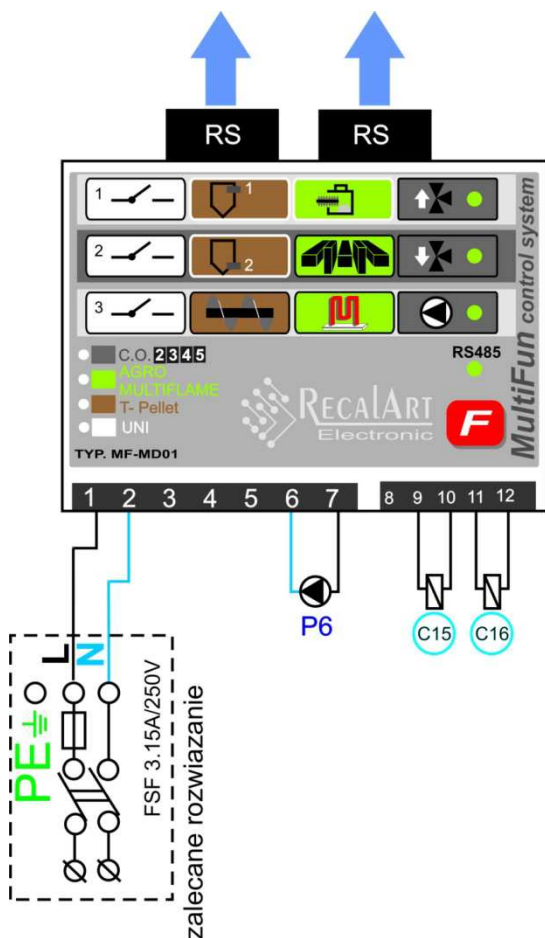 RS RS
1 1
2 2
3
C.O. 2 3 4 5
AGRO
MULTIFLAME
T- Pellet
UNI
TYP. MF-MD01
RECALART
Electronic
RS485
F
MultiFun control system
1 2 3 4 5 6 7 8 9 10 11 12
P6
C15 C16
L
N
PE
FSF 3.15A/250V
zalecane rozwiazanie